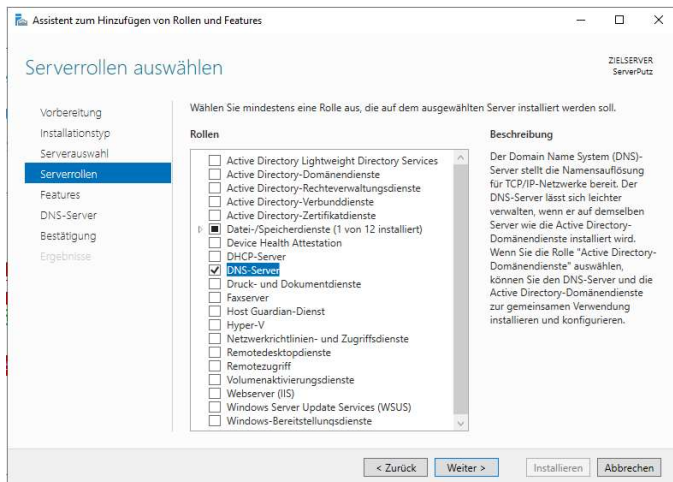 Assistent zum Hinzufügen von Rollen und Features
Serverrollen auswählen
ZIELSERVER
ServerPutz
Vorbereitung
Installationstyp
Serverauswahl
Serverrollen
Features
DNS-Server
Bestätigung
Ergebnisse
Wählen Sie mindestens eine Rolle aus, die auf dem ausgewählten Server installiert werden soll.
Rollen
Active Directory Lightweight Directory Services
Active Directory-Domänendienste
Active Directory-Rechteverwaltungsdienste
Active Directory-Verbunddienste
Active Directory-Zertifikatdienste
Datei-/Speicherdienste (1 von 12 installiert)
Device Health Attestation
DHCP-Server
DNS-Server
Druck- und Dokumentdienste
Faxserver
Host Guardian-Dienst
Hyper-V
Netzwerkrichtlinien- und Zugriffsdienste
Remotedesktopdienste
Remotezugriff
Volumenaktivierungsdienste
Webserver (IIS)
Windows Server Update Services (WSUS)
Windows-Bereitstellungsdienste
Beschreibung
Der Domain Name System (DNS)-
Server stellt die Namensauflösung
für TCP/IP-Netzwerke bereit. Der
DNS-Server lässt sich leichter
verwalten, wenn er auf demselben
Server wie die Active Directory-
Domänendienste installiert wird.
Wenn Sie die Rolle "Active Directory-
Domänendienste" auswählen,
können Sie den DNS-Server und die
Active Directory-Domänendienste
zur gemeinsamen Verwendung
installieren und konfigurieren.
< Zurück
Weiter >
Installieren
Abbrechen